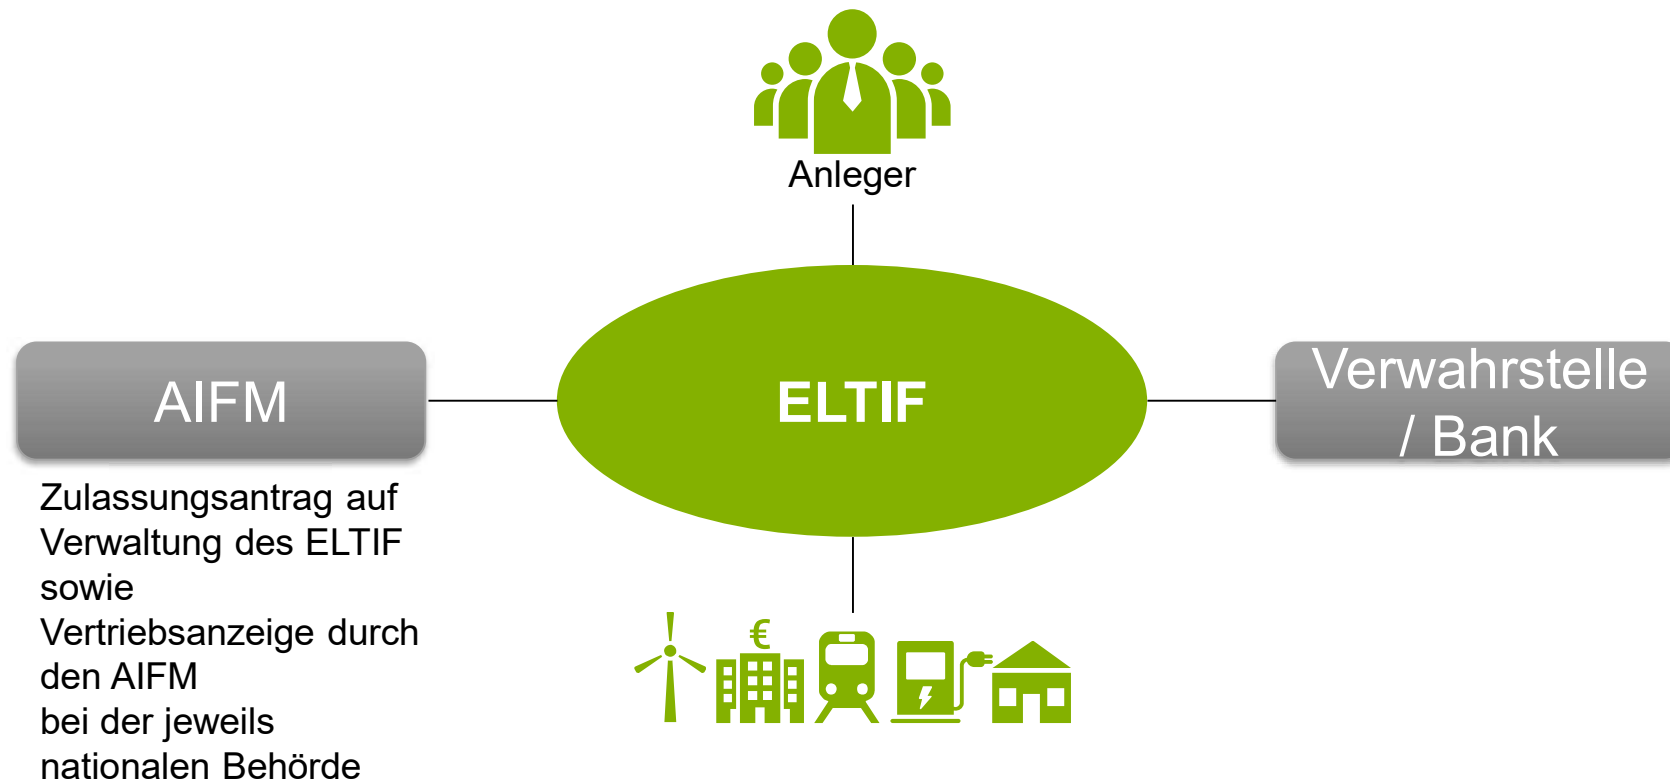 Anleger
AIFM
ELTIF
Verwahrstelle
/ Bank
Zulassungsantrag auf
Verwaltung des ELTIF
sowie
Vertriebsanzeige durch
den AIFM
bei der jeweils
nationalen Behörde
€